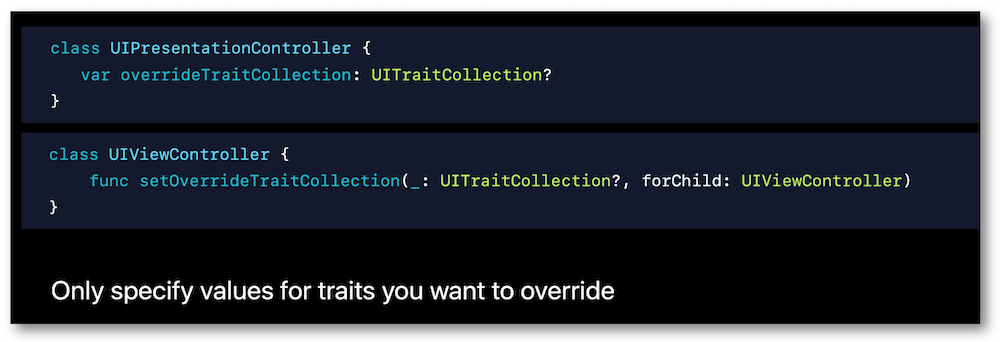 class UIPresentationController {
var overrideTraitCollection: UITraitCollection?
}
class UIViewController {
func setOverrideTraitCollection(_: UITraitCollection?, forChild: UIViewController)
}
Only specify values for traits you want to override